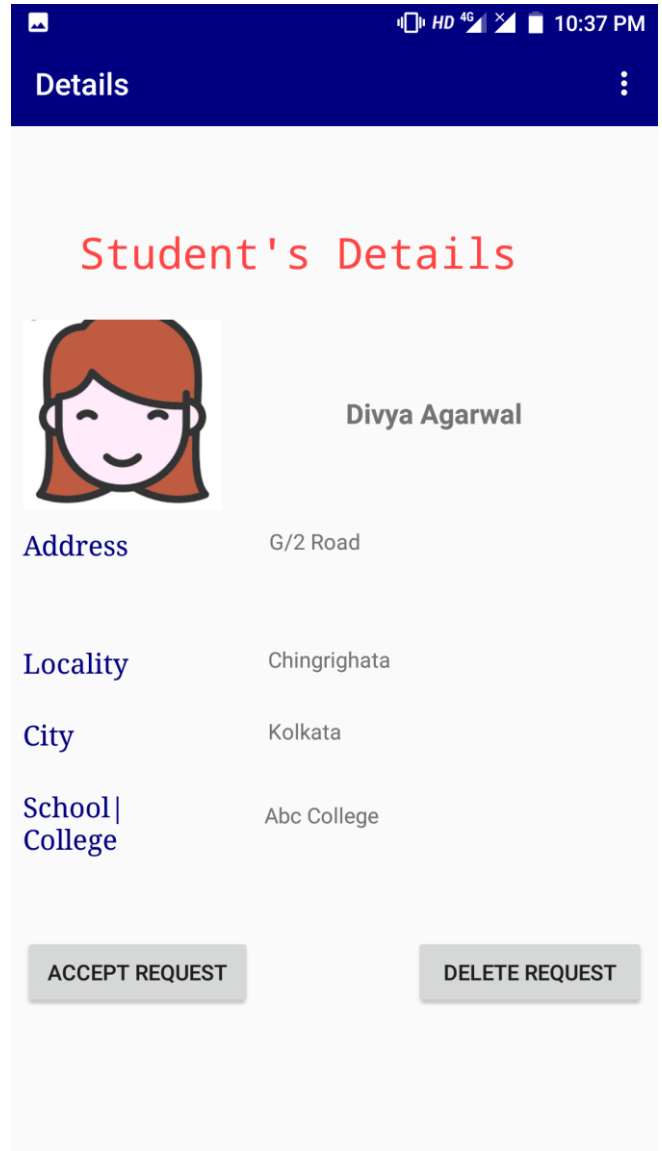 HD 4G 10:37 PM
Details
Student's Details
Divya Agarwal
Address G/2 Road
Locality Chingrighata
City Kolkata
School|
College Abc College
ACCEPT REQUEST DELETE REQUEST